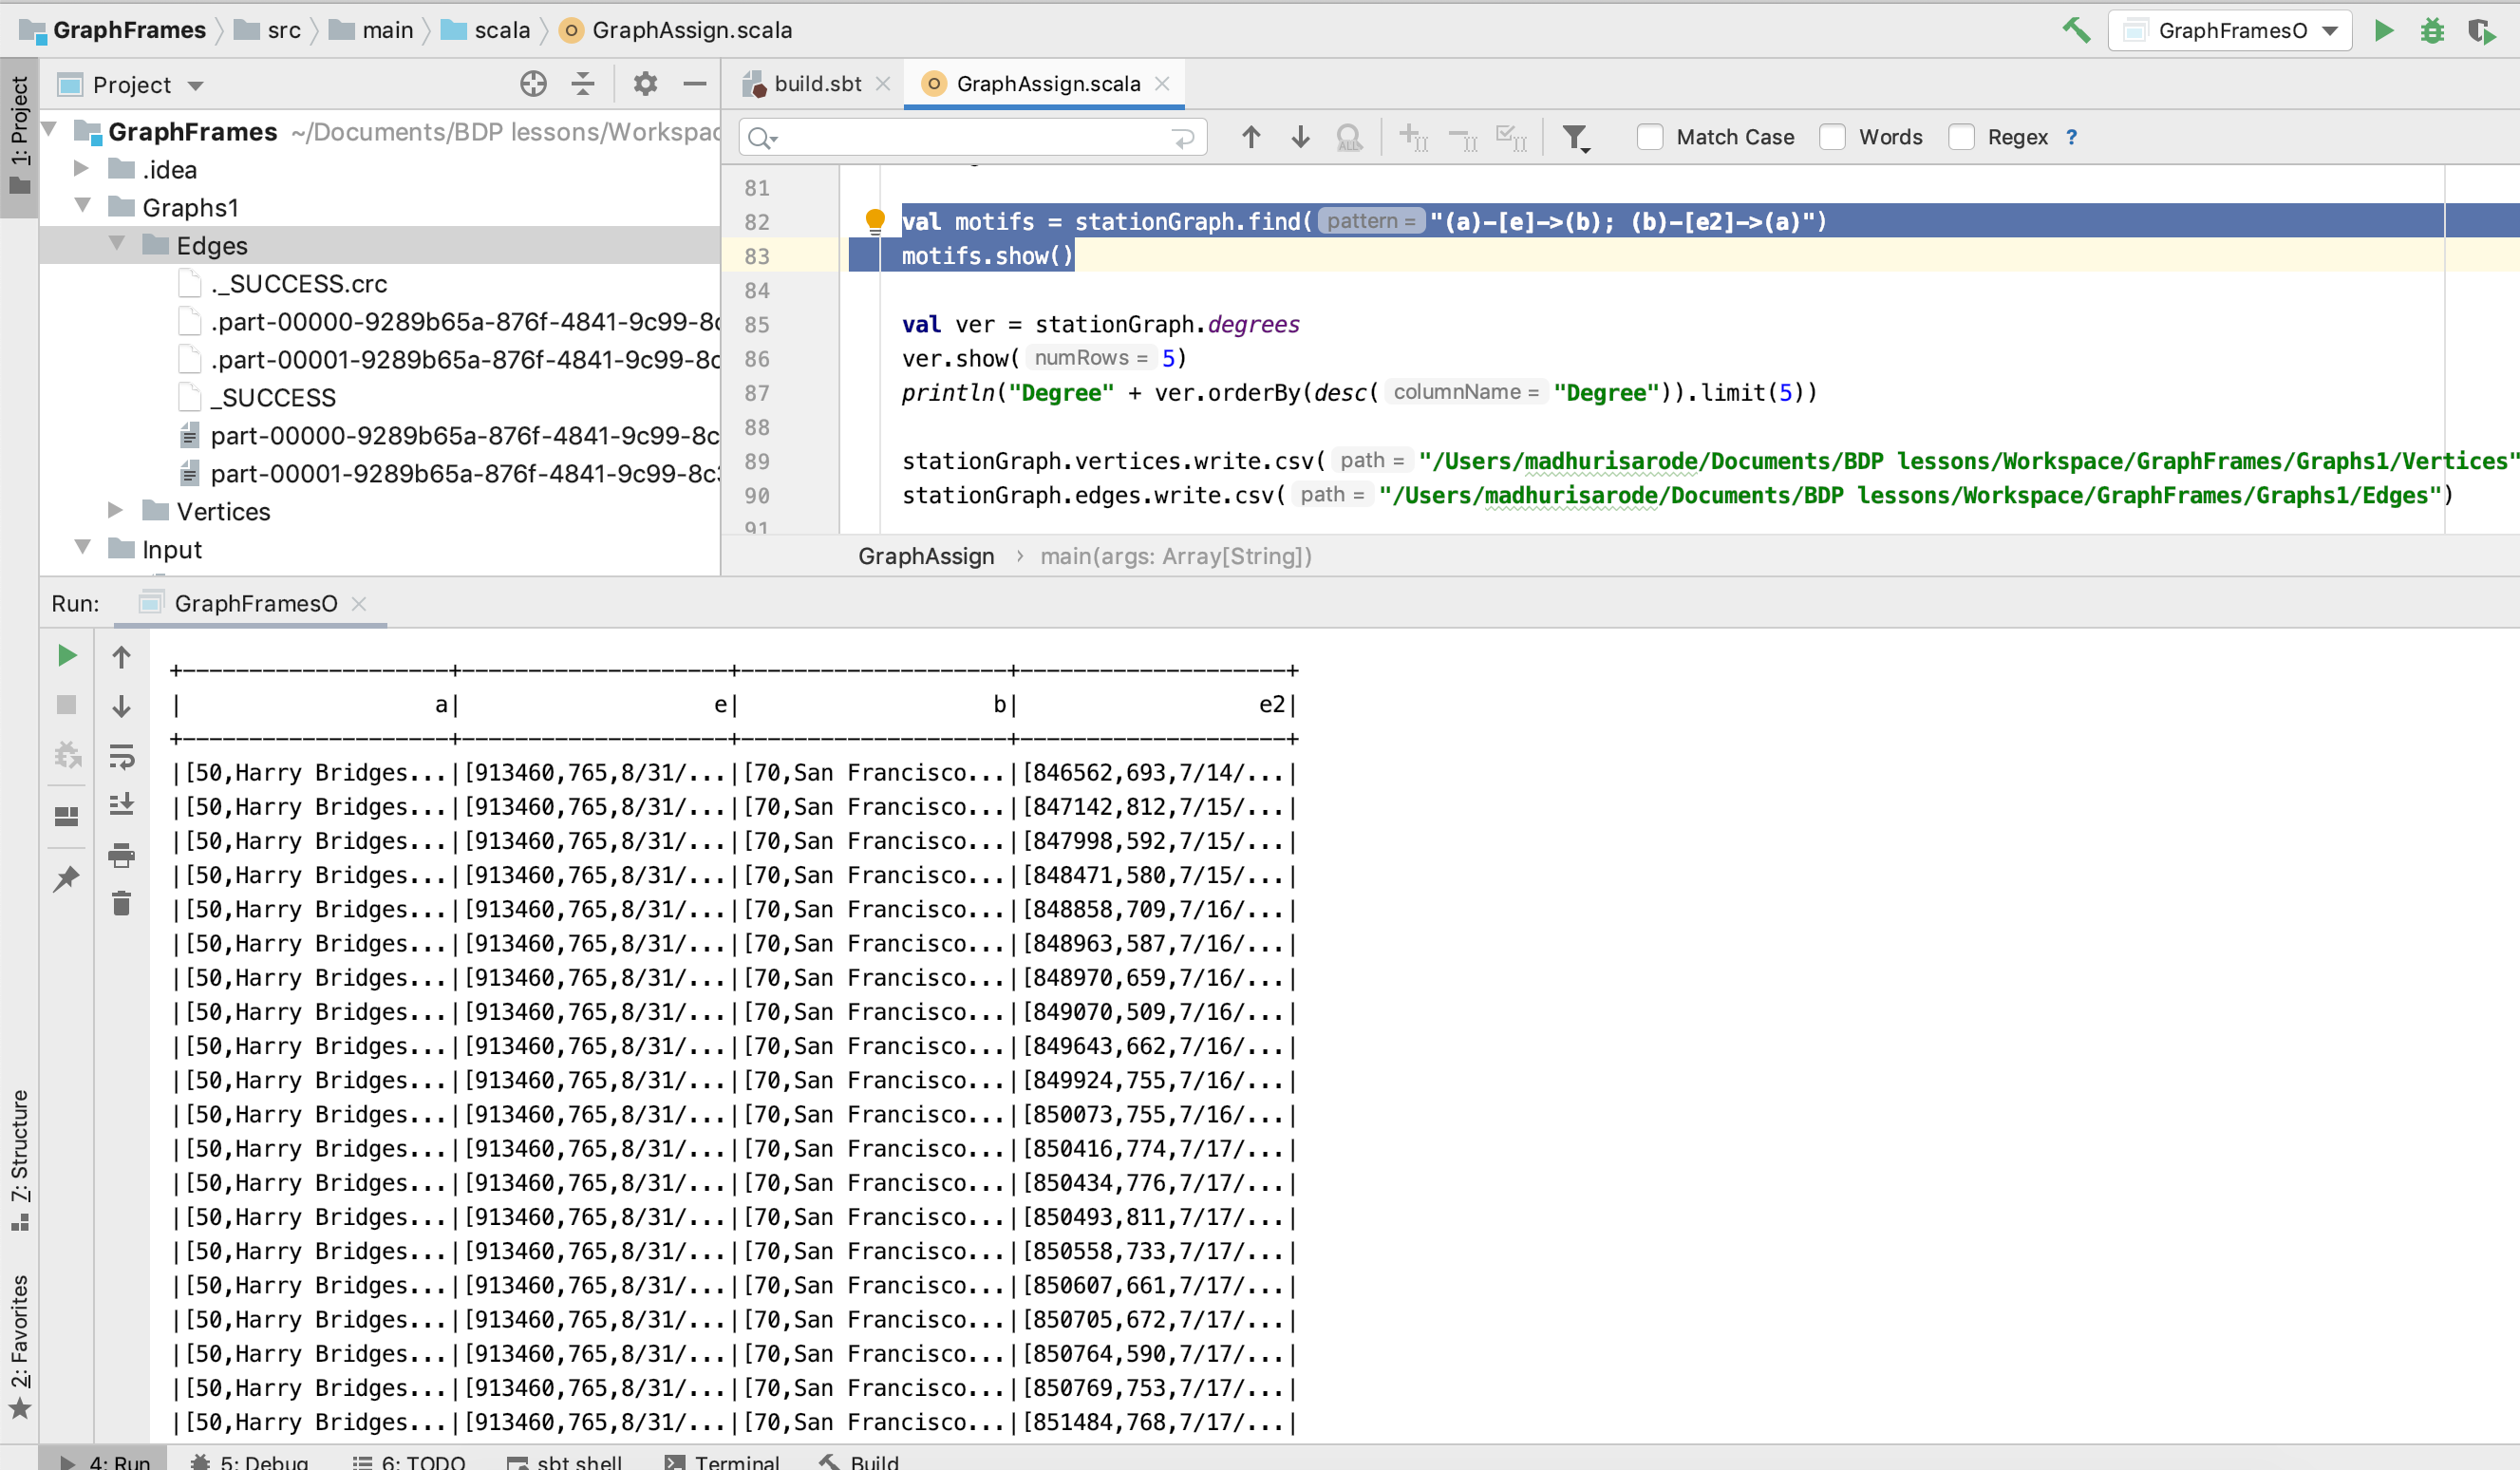 GraphFrames src main scala GraphAssign.scala GraphFramesO
1: Project
Project
GraphFrames ~/Documents/BDP lessons/Workspac
.idea
Graphs1
Edges
._SUCCESS.crc
.part-00000-9289b65a-876f-4841-9c99-8c
.part-00001-9289b65a-876f-4841-9c99-8c
_SUCCESS
part-00000-9289b65a-876f-4841-9c99-8c
part-00001-9289b65a-876f-4841-9c99-8c
Vertices
Input
build.sbt GraphAssign.scala
Match Case Words Regex ?
81
82 val motifs = stationGraph.find( pattern = "(a)-[e]->(b); (b)-[e2]->(a)")
83 motifs.show()
84
85 val ver = stationGraph.degrees
86 ver.show( numRows = 5)
87 println("Degree" + ver.orderBy(desc( columnName = "Degree")).limit(5))
88
89 stationGraph.vertices.write.csv( path = "/Users/madhurisarode/Documents/BDP lessons/Workspace/GraphFrames/Graphs1/Vertices"
90 stationGraph.edges.write.csv( path = "/Users/madhurisarode/Documents/BDP lessons/Workspace/GraphFrames/Graphs1/Edges")
91
GraphAssign › main(args: Array[String])
Run: GraphFramesO
+--------------------+--------------------+--------------------+--------------------+
|                   a|                   e|                   b|                  e2|
+--------------------+--------------------+--------------------+--------------------+
|[50,Harry Bridges...|[913460,765,8/31/...|[70,San Francisco...|[846562,693,7/14/...|
|[50,Harry Bridges...|[913460,765,8/31/...|[70,San Francisco...|[847142,812,7/15/...|
|[50,Harry Bridges...|[913460,765,8/31/...|[70,San Francisco...|[847998,592,7/15/...|
|[50,Harry Bridges...|[913460,765,8/31/...|[70,San Francisco...|[848471,580,7/15/...|
|[50,Harry Bridges...|[913460,765,8/31/...|[70,San Francisco...|[848858,709,7/16/...|
|[50,Harry Bridges...|[913460,765,8/31/...|[70,San Francisco...|[848963,587,7/16/...|
|[50,Harry Bridges...|[913460,765,8/31/...|[70,San Francisco...|[848970,659,7/16/...|
|[50,Harry Bridges...|[913460,765,8/31/...|[70,San Francisco...|[849070,509,7/16/...|
|[50,Harry Bridges...|[913460,765,8/31/...|[70,San Francisco...|[849643,662,7/16/...|
|[50,Harry Bridges...|[913460,765,8/31/...|[70,San Francisco...|[849924,755,7/16/...|
|[50,Harry Bridges...|[913460,765,8/31/...|[70,San Francisco...|[850073,755,7/16/...|
|[50,Harry Bridges...|[913460,765,8/31/...|[70,San Francisco...|[850416,774,7/17/...|
|[50,Harry Bridges...|[913460,765,8/31/...|[70,San Francisco...|[850434,776,7/17/...|
|[50,Harry Bridges...|[913460,765,8/31/...|[70,San Francisco...|[850493,811,7/17/...|
|[50,Harry Bridges...|[913460,765,8/31/...|[70,San Francisco...|[850558,733,7/17/...|
|[50,Harry Bridges...|[913460,765,8/31/...|[70,San Francisco...|[850607,661,7/17/...|
|[50,Harry Bridges...|[913460,765,8/31/...|[70,San Francisco...|[850705,672,7/17/...|
|[50,Harry Bridges...|[913460,765,8/31/...|[70,San Francisco...|[850764,590,7/17/...|
|[50,Harry Bridges...|[913460,765,8/31/...|[70,San Francisco...|[850769,753,7/17/...|
|[50,Harry Bridges...|[913460,765,8/31/...|[70,San Francisco...|[851484,768,7/17/...|
7: Structure
2: Favorites
4: Run 5: Debug 6: TODO sbt shell Terminal Build